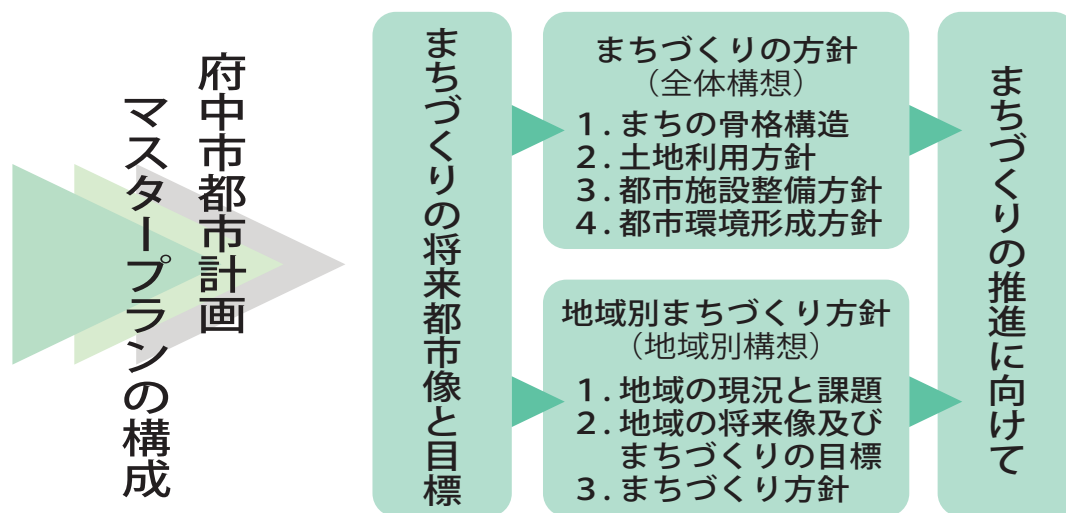 府中市都市計画
マスタープランの構成
まちづくりの将来都市像と目標
まちづくりの方針
（全体構想）
1．まちの骨格構造
2．土地利用方針
3．都市施設整備方針
4．都市環境形成方針
地域別まちづくり方針
（地域別構想）
1．地域の現況と課題
2．地域の将来像及び
まちづくりの目標
3．まちづくり方針
まちづくりの推進に向けて